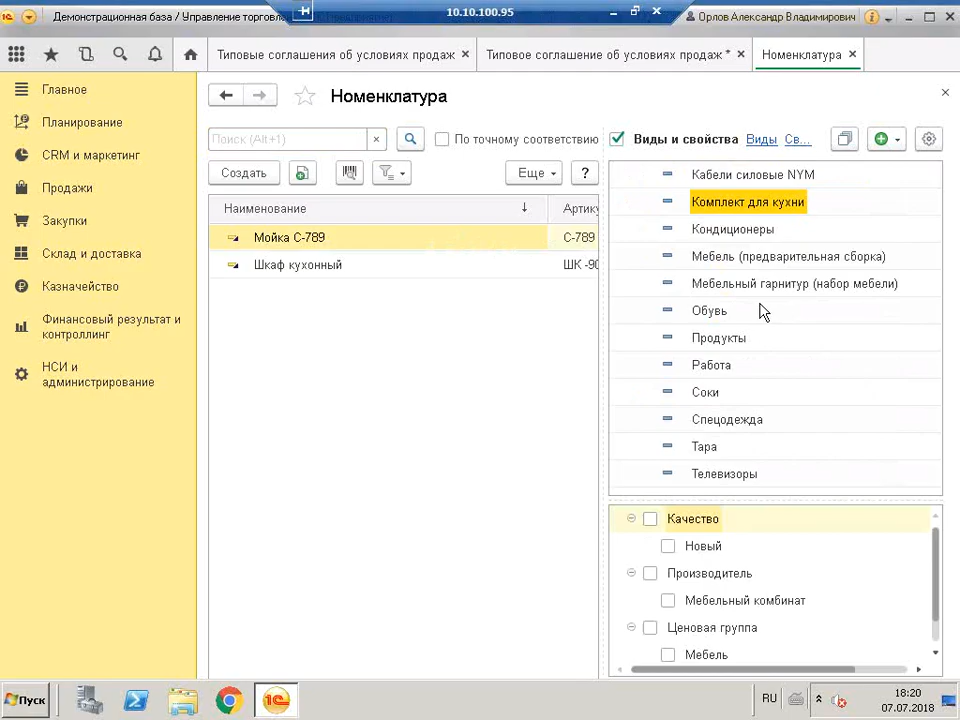 Демонстрационная база / Управление торговл
10.10.100.95
Орлов Александр Владимирович
Типовые соглашения об условиях продаж
Типовое соглашение об условиях продаж *
Номенклатура
Главное
Планирование
CRM и маркетинг
Продажи
Закупки
Склад и доставка
Казначейство
Финансовый результат и
контроллинг
НСИ и
администрирование
Номенклатура
Поиск (Alt+1)
По точному соответствию
Виды и свойства
Виды
Св...
Создать
Еще
?
Наименование
Артик
Мойка С-789
С-789
Шкаф кухонный
ШК -90
Кабели силовые NYM
Комплект для кухни
Кондиционеры
Мебель (предварительная сборка)
Мебельный гарнитур (набор мебели)
Обувь
Продукты
Работа
Соки
Спецодежда
Тара
Телевизоры
Качество
Новый
Производитель
Мебельный комбинат
Ценовая группа
Мебель
Пуск
RU
18:20
07.07.2018